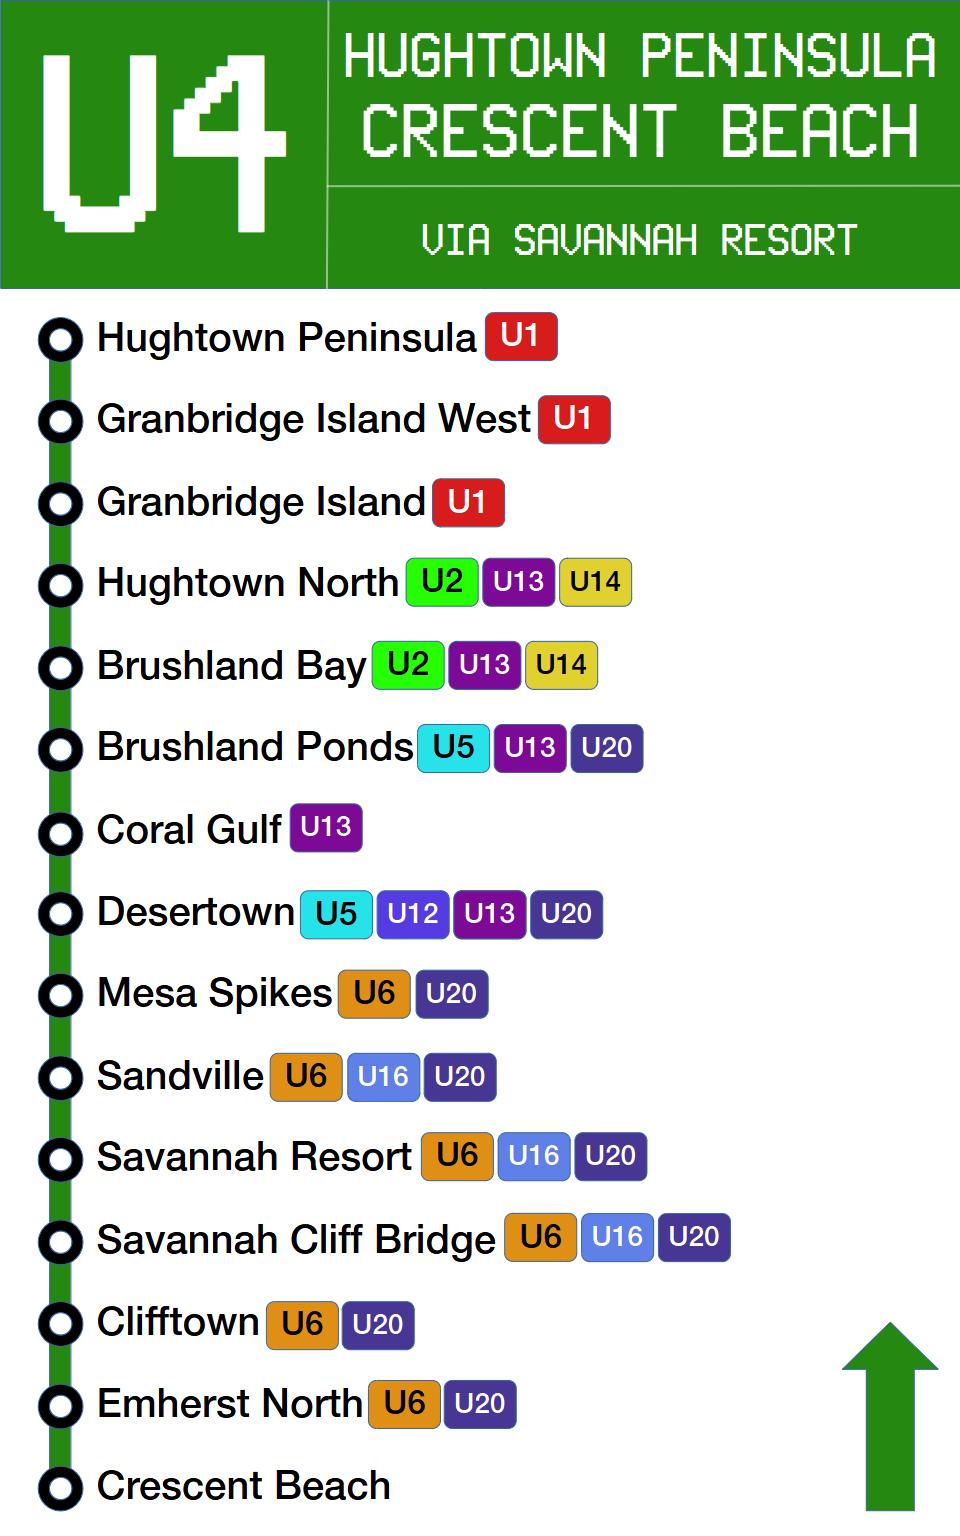 U4
HUGHTOWN PENINSULA
CRESCENT BEACH
VIA SAVANNAH RESORT
Hughtown Peninsula U1
Granbridge Island West U1
Granbridge Island U1
Hughtown North U2 U13 U14
Brushland Bay U2 U13 U14
Brushland Ponds U5 U13 U20
Coral Gulf U13
Desertown U5 U12 U13 U20
Mesa Spikes U6 U20
Sandville U6 U16 U20
Savannah Resort U6 U16 U20
Savannah Cliff Bridge U6 U16 U20
Clifftown U6 U20
Emherst North U6 U20
Crescent Beach